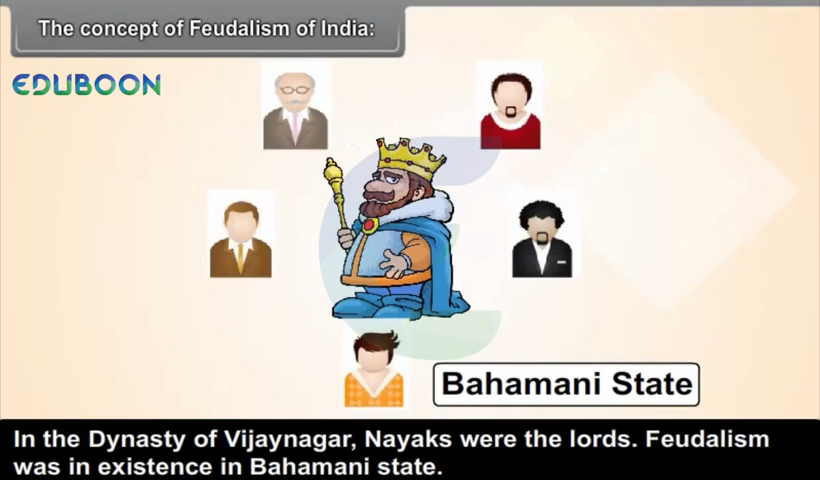 The concept of Feudalism of India:
EDUBOON
Bahamani State
In the Dynasty of Vijaynagar, Nayaks were the lords. Feudalism
was in existence in Bahamani state.